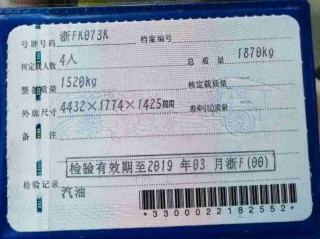 号牌号码 浙FK073K 档案编号
核定载人数 4人 总质量 1870kg
整备质量 1520kg 核定载质量
外廓尺寸 4432×1774×1425mm 准牵引总质量
备注
检验有效期至2019年03月浙F(00)
检验记录 汽油
*3300022182552*